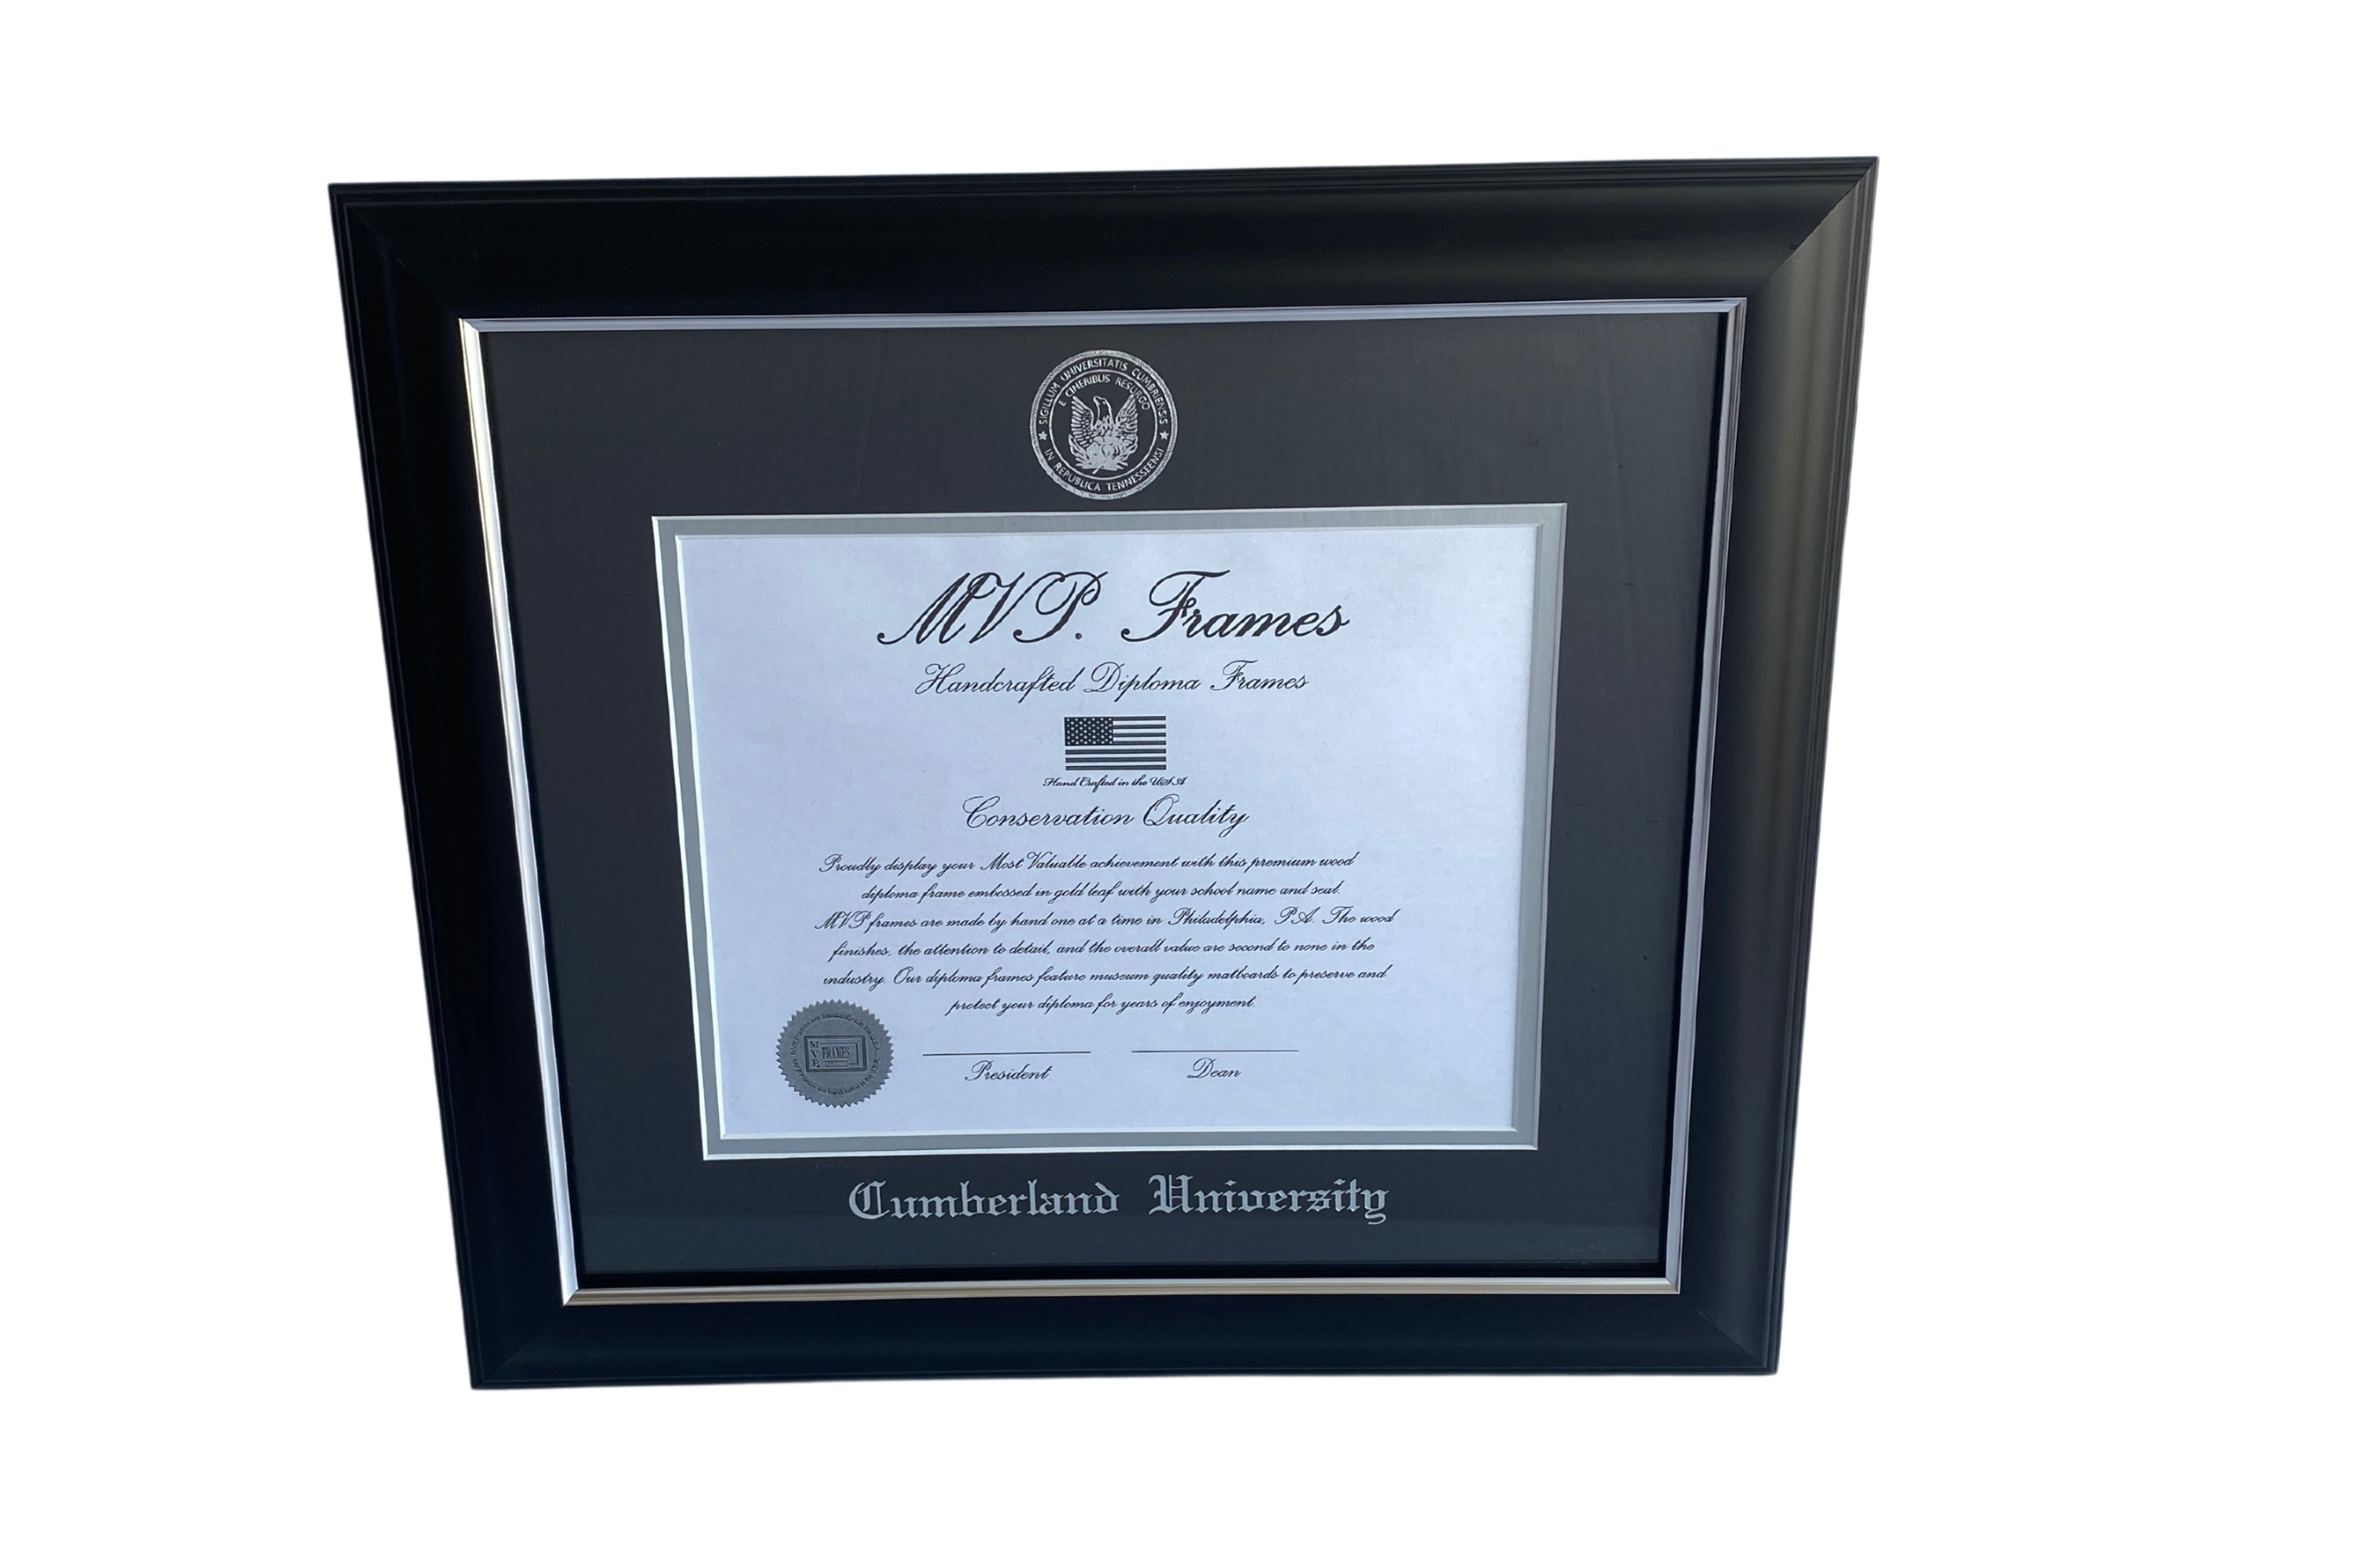 SIGILLUM UNIVERSITATIS CUMBRIENSIS
E CINERIBUS RESURGO
IN REPUBLICA TENNESSEENSI
MVP. Frames
Handcrafted Diploma Frames
Hand Crafted in the USA
Conservation Quality
Proudly display your Most Valuable achievement with this premium wood
diploma frame embossed in gold leaf with your school name and seal.
MVP frames are made by hand one at a time in Philadelphia, PA. The wood
finishes, the attention to detail, and the overall value are second to none in the
industry. Our diploma frames feature museum quality matboards to preserve and
protect your diploma for years of enjoyment.
MVP. FRAMES
President
Dean
Cumberland University